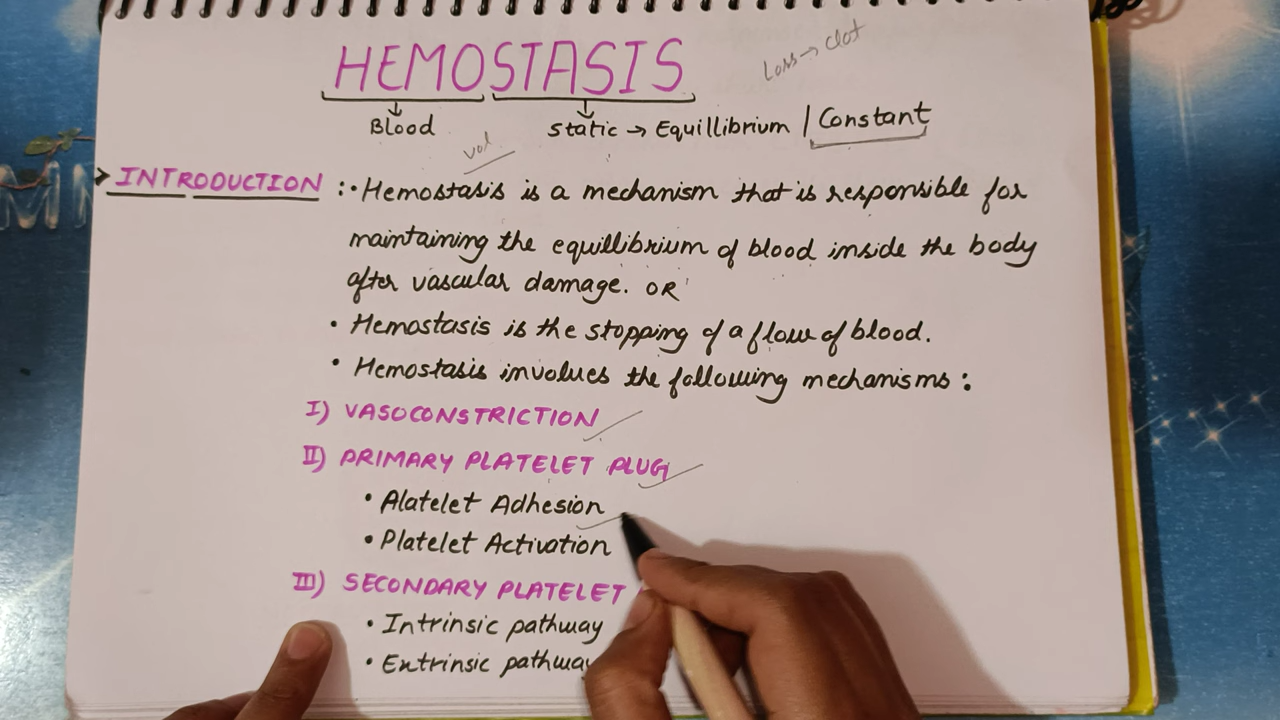 HEMOSTASIS
Loss → clot
Blood
static → Equillibrium / Constant
vol.
INTRODUCTION :• Hemostasis is a mechanism that is responsible for
maintaining the equillibrium of blood inside the body
after vascular damage. OR
• Hemostasis is the stopping of a flow of blood.
• Hemostasis involves the following mechanisms :
I) VASOCONSTRICTION
II) PRIMARY PLATELET PLUG
• Alatelet Adhesion
• Platelet Activation
III) SECONDARY PLATELET
• Intrinsic pathway
• Extrinsic pathway